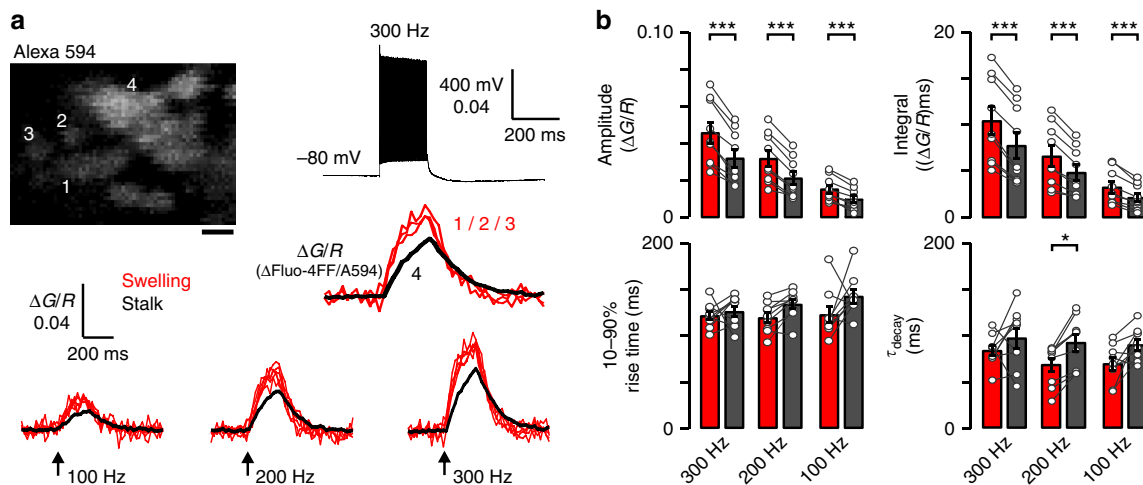 a
Alexa 594
4
3
2
1
300 Hz
400 mV
0.04
200 ms
–80 mV
1 / 2 / 3
ΔG/R
(ΔFluo-4FF/A594)
4
Swelling
Stalk
ΔG/R
0.04
200 ms
100 Hz
200 Hz
300 Hz
b
0.10
*** *** ***
Amplitude
(ΔG/R)
0
20
*** *** ***
Integral
((ΔG/R)ms)
0
200
10–90%
rise time (ms)
0
300 Hz
200 Hz
100 Hz
200
*
τdecay
(ms)
0
300 Hz
200 Hz
100 Hz